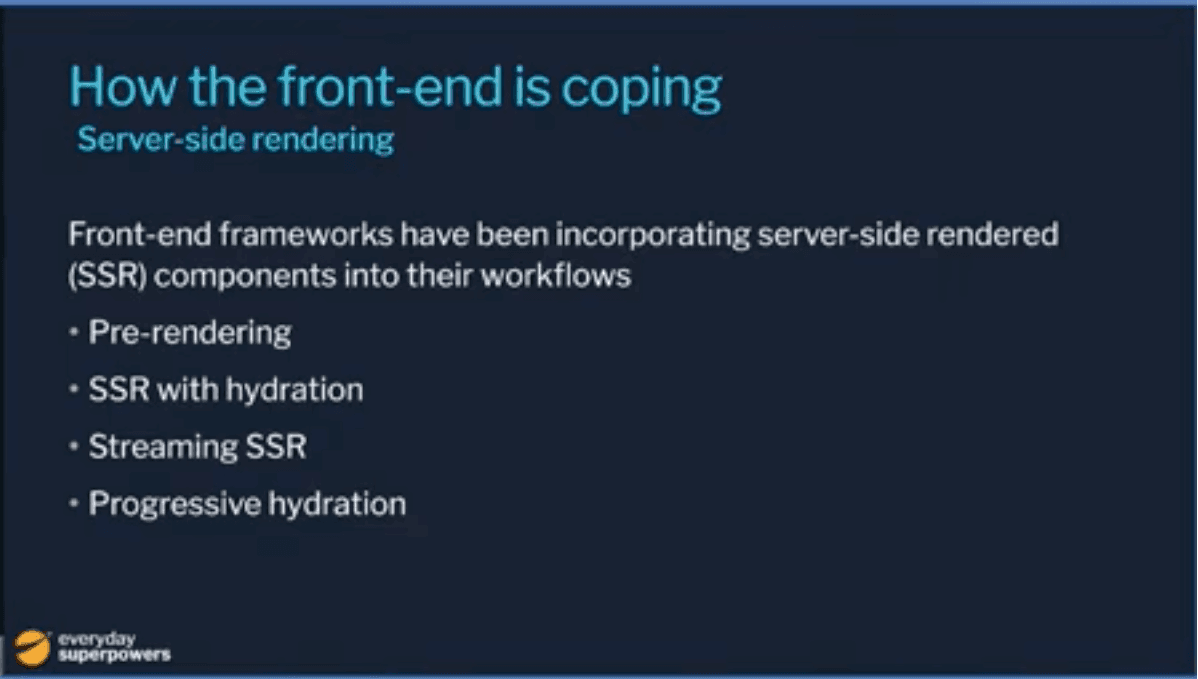 How the front-end is coping
Server-side rendering
Front-end frameworks have been incorporating server-side rendered
(SSR) components into their workflows
• Pre-rendering
• SSR with hydration
• Streaming SSR
• Progressive hydration
everyday
superpowers